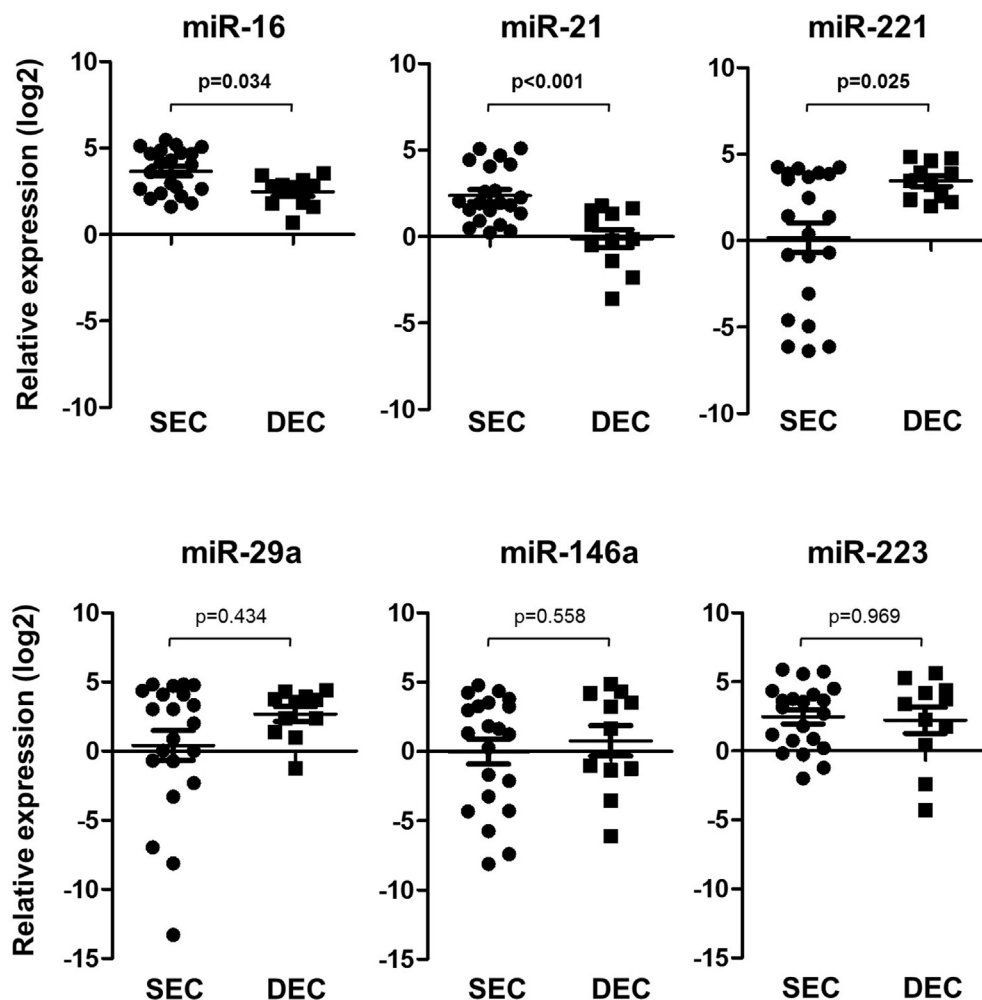 miR-16
miR-21
miR-221
Relative expression (log2)
10
5
0
-5
-10
p=0.034
SEC
DEC
10
5
0
-5
-10
p<0.001
SEC
DEC
10
5
0
-5
-10
p=0.025
SEC
DEC
miR-29a
miR-146a
miR-223
Relative expression (log2)
10
5
0
-5
-10
-15
p=0.434
SEC
DEC
10
5
0
-5
-10
-15
p=0.558
SEC
DEC
10
5
0
-5
-10
-15
p=0.969
SEC
DEC